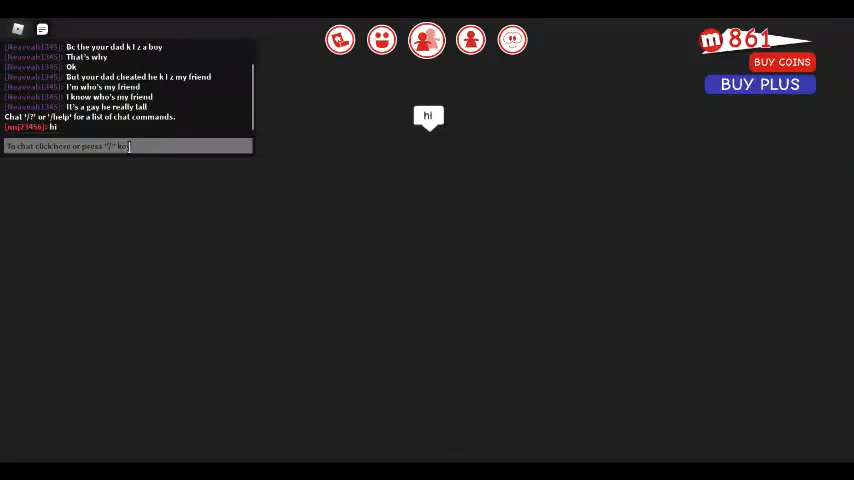 [Neaveah1345]: Bc the your dad k I z a boy
[Neaveah1345]: That's why
[Neaveah1345]: Ok
[Neaveah1345]: But your dad cheated he k I z my friend
[Neaveah1345]: I'm who's my friend
[Neaveah1345]: I know who's my friend
[Neaveah1345]: It's a gay he really tall
Chat '/?' or '/help' for a list of chat commands.
[nnj23456]: hi
To chat click here or press "/" key
hi
m 861
BUY COINS
BUY PLUS